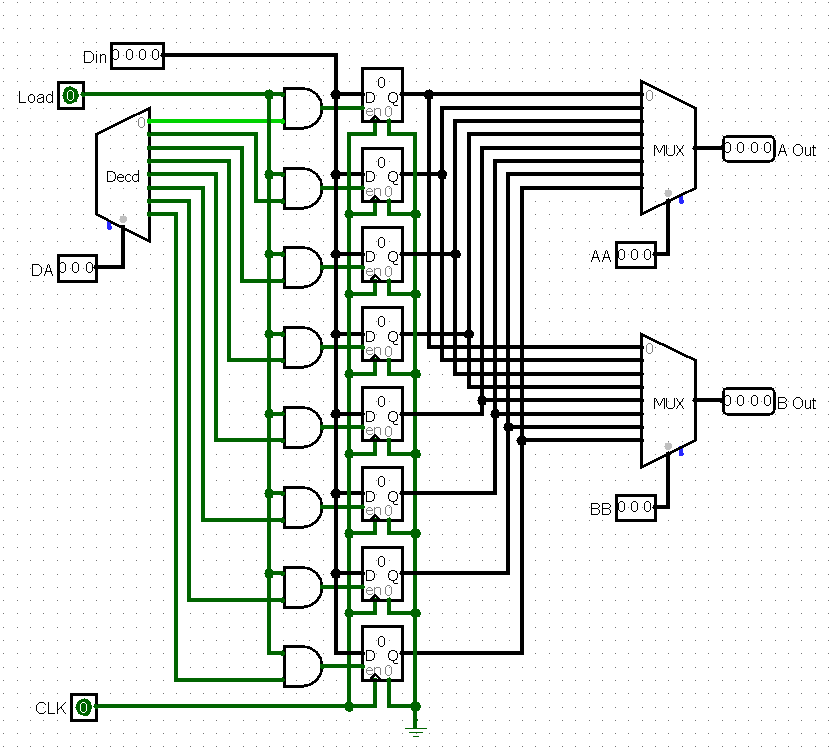 Din 0 0 0 0
Load 0
0
Decd
DA 0 0 0
0
D Q
en 0
0
D Q
en 0
0
D Q
en 0
0
D Q
en 0
0
D Q
en 0
0
D Q
en 0
0
D Q
en 0
0
D Q
en 0
CLK 0
0
MUX
0 0 0 0 A Out
AA 0 0 0
0
MUX
0 0 0 0 B Out
BB 0 0 0